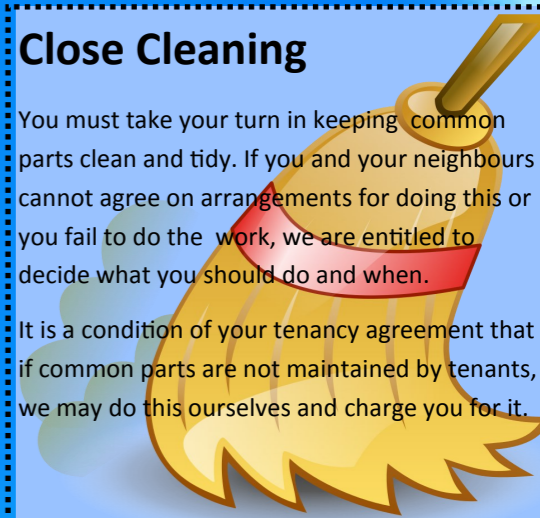 Close Cleaning
You must take your turn in keeping common
parts clean and tidy. If you and your neighbours
cannot agree on arrangements for doing this or
you fail to do the work, we are entitled to
decide what you should do and when.
It is a condition of your tenancy agreement that
if common parts are not maintained by tenants,
we may do this ourselves and charge you for it.